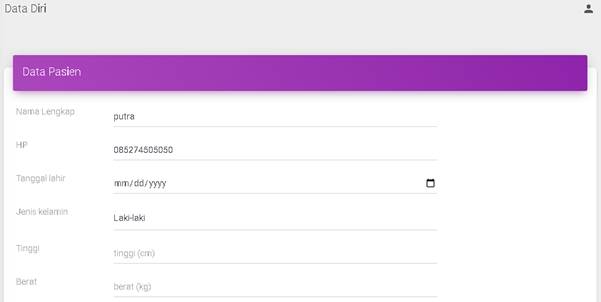 Data Diri
Data Pasien
Nama Lengkap
putra
HP
085274505050
Tanggal lahir
mm/dd/yyyy
Jenis kelamin
Laki-laki
Tinggi
tinggi (cm)
Berat
berat (kg)